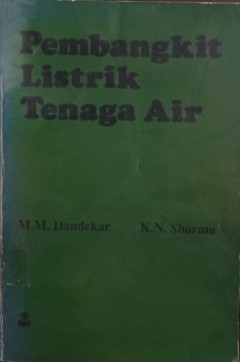 Pembangkit
Listrik
Tenaga Air
M.M. Dandekar K.N. Sharma